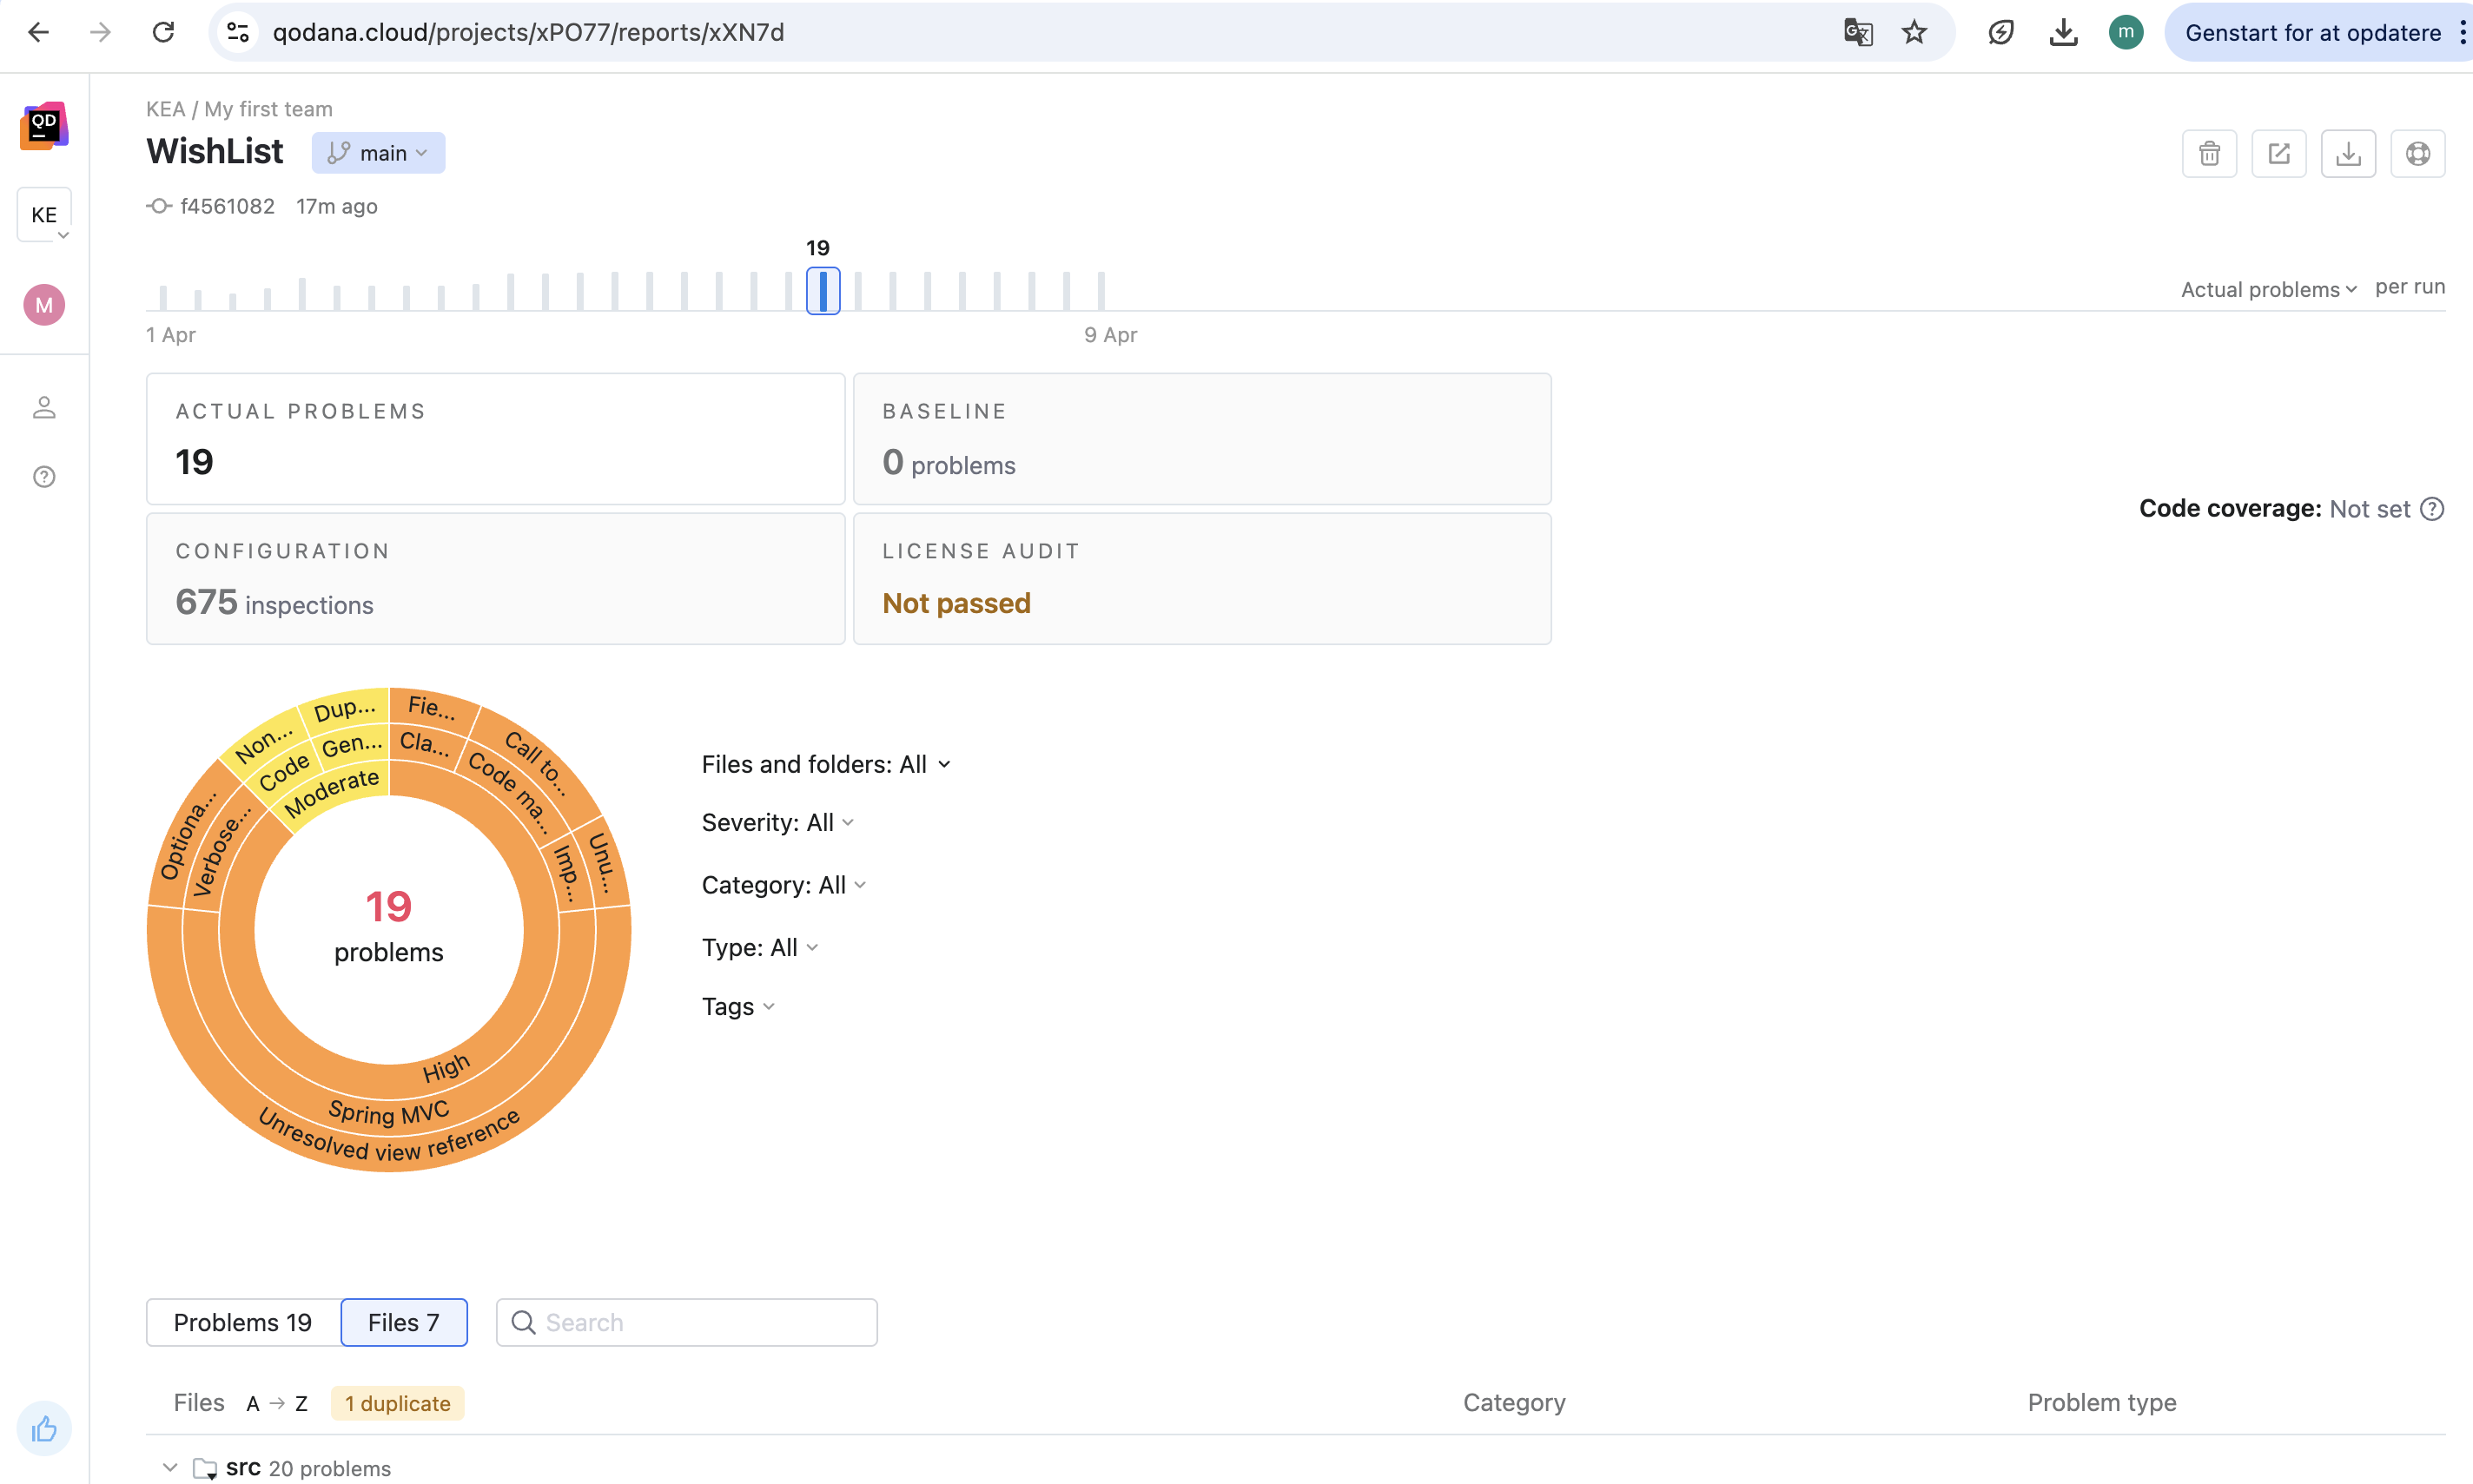 qodana.cloud/projects/xPO77/reports/xXN7d
m
Genstart for at opdatere
QD
KE
M
KEA / My first team
WishList
main
f4561082 17m ago
19
1 Apr
9 Apr
Actual problems per run
ACTUAL PROBLEMS
19
BASELINE
0 problems
CONFIGURATION
675 inspections
LICENSE AUDIT
Not passed
Code coverage: Not set
Fie...
Call to...
Unu...
Cla...
Code ma...
Imp...
Dup...
Non...
Gen...
Code
Moderate
Optiona...
Verbose...
19
problems
High
Spring MVC
Unresolved view reference
Files and folders: All
Severity: All
Category: All
Type: All
Tags
Problems 19
Files 7
Search
Files A → Z 1 duplicate
Category
Problem type
src 20 problems